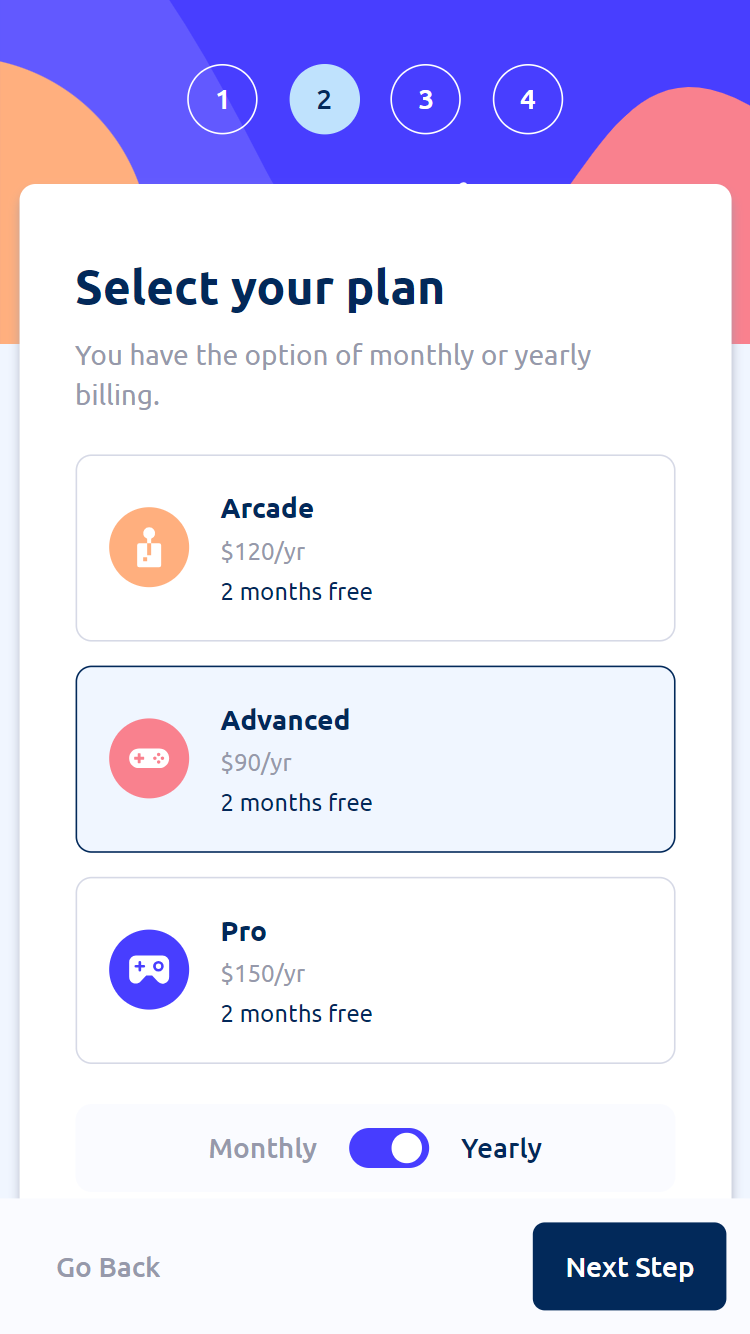 1 2 3 4
Select your plan
You have the option of monthly or yearly
billing.
Arcade
$120/yr
2 months free
Advanced
$90/yr
2 months free
Pro
$150/yr
2 months free
Monthly Yearly
Go Back Next Step